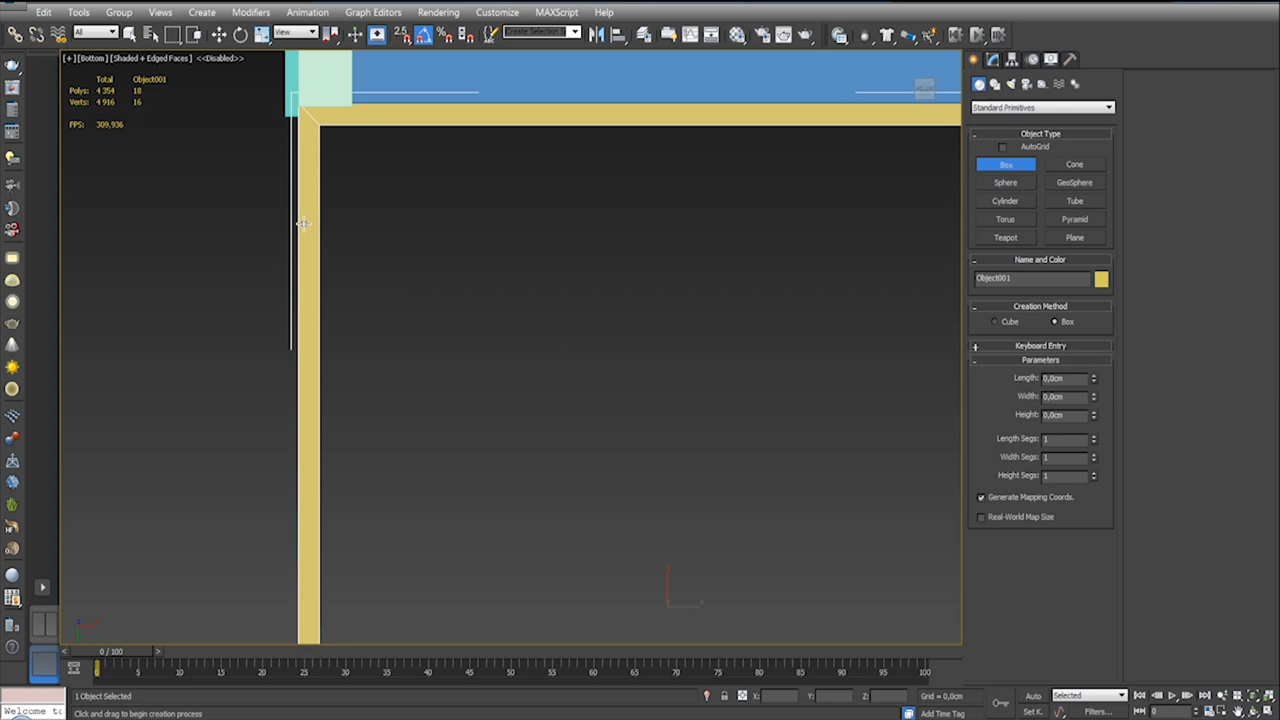 Edit Tools Group Views Create Modifiers Animation Graph Editors Rendering Customize MAXScript Help
All View 2.5 Create Selection S
[+] [Bottom] [Shaded + Edged Faces] <<Disabled>>
Total Object001
Polys: 4 354 18
Verts: 4 916 16
FPS: 309,936
Standard Primitives
- Object Type
AutoGrid
Box Cone
Sphere GeoSphere
Cylinder Tube
Torus Pyramid
Teapot Plane
- Name and Color
Object001
- Creation Method
Cube Box
+ Keyboard Entry
- Parameters
Length: 0,0cm
Width: 0,0cm
Height: 0,0cm
Length Segs: 1
Width Segs: 1
Height Segs: 1
Generate Mapping Coords.
Real-World Map Size
< 0 / 100 >
0 5 10 15 20 25 30 35 40 45 50 55 60 65 70 75 80 85 90 95 100
1 Object Selected X: Y: Z: Grid = 0,0cm Auto Selected
Welcome to Click and drag to begin creation process Add Time Tag Set K. Filters... 0